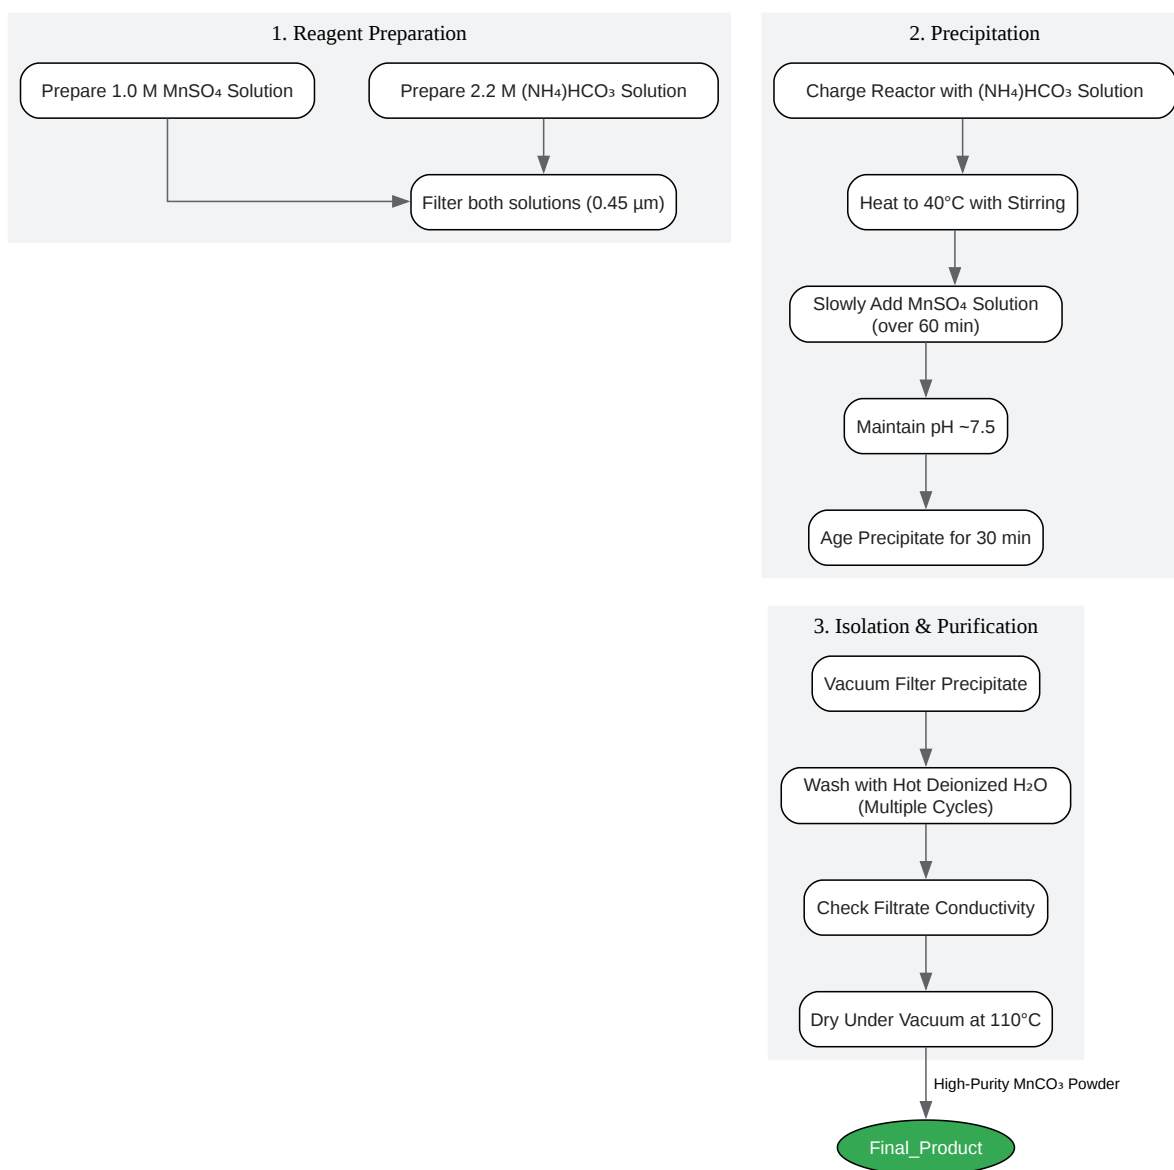 1. Reagent Preparation
Prepare 1.0 M MnSO₄ Solution
Prepare 2.2 M (NH₄)HCO₃ Solution
Filter both solutions (0.45 µm)
2. Precipitation
Charge Reactor with (NH₄)HCO₃ Solution
Heat to 40°C with Stirring
Slowly Add MnSO₄ Solution
(over 60 min)
Maintain pH ~7.5
Age Precipitate for 30 min
3. Isolation & Purification
Vacuum Filter Precipitate
Wash with Hot Deionized H₂O
(Multiple Cycles)
Check Filtrate Conductivity
Dry Under Vacuum at 110°C
High-Purity MnCO₃ Powder
Final_Product